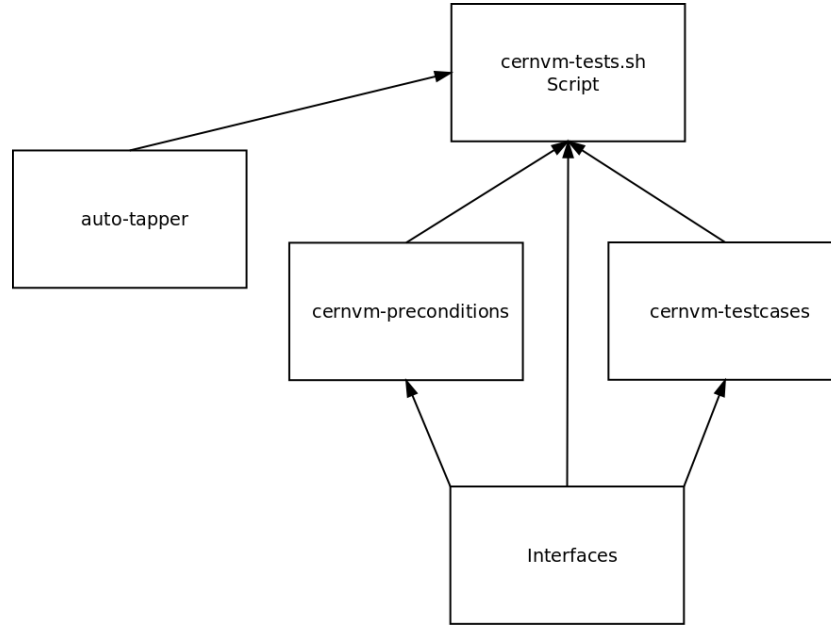 cernvm-tests.sh
Script
auto-tapper
cernvm-preconditions
cernvm-testcases
Interfaces